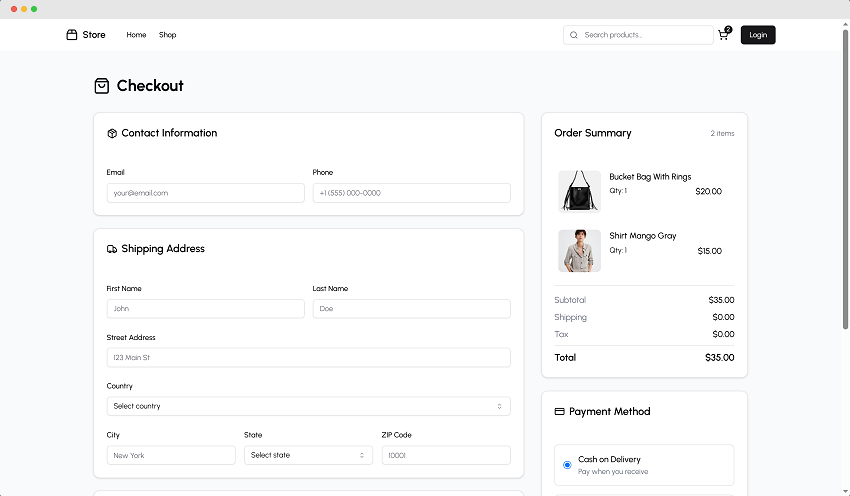 Store
Home
Shop
Search products...
2
Login
Checkout
Contact Information
Email
Phone
your@email.com
+1 (555) 000-0000
Shipping Address
First Name
Last Name
John
Doe
Street Address
123 Main St
Country
Select country
City
State
ZIP Code
New York
Select state
10001
Order Summary
2 items
Bucket Bag With Rings
Qty: 1
$20.00
Shirt Mango Gray
Qty: 1
$15.00
Subtotal
$35.00
Shipping
$0.00
Tax
$0.00
Total
$35.00
Payment Method
Cash on Delivery
Pay when you receive